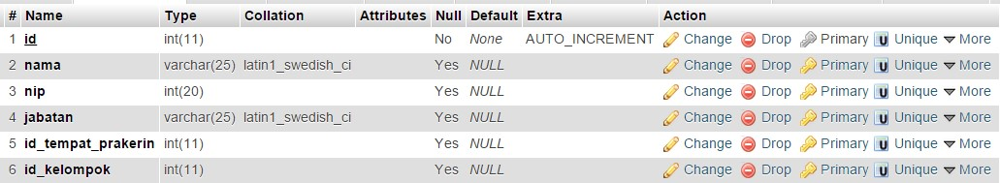 # Name Type Collation Attributes Null Default Extra Action
1 id int(11) No None AUTO_INCREMENT Change Drop Primary Unique More
2 nama varchar(25) latin1_swedish_ci Yes NULL Change Drop Primary Unique More
3 nip int(20) Yes NULL Change Drop Primary Unique More
4 jabatan varchar(25) latin1_swedish_ci Yes NULL Change Drop Primary Unique More
5 id_tempat_prakerin int(11) Yes NULL Change Drop Primary Unique More
6 id_kelompok int(11) Yes NULL Change Drop Primary Unique More